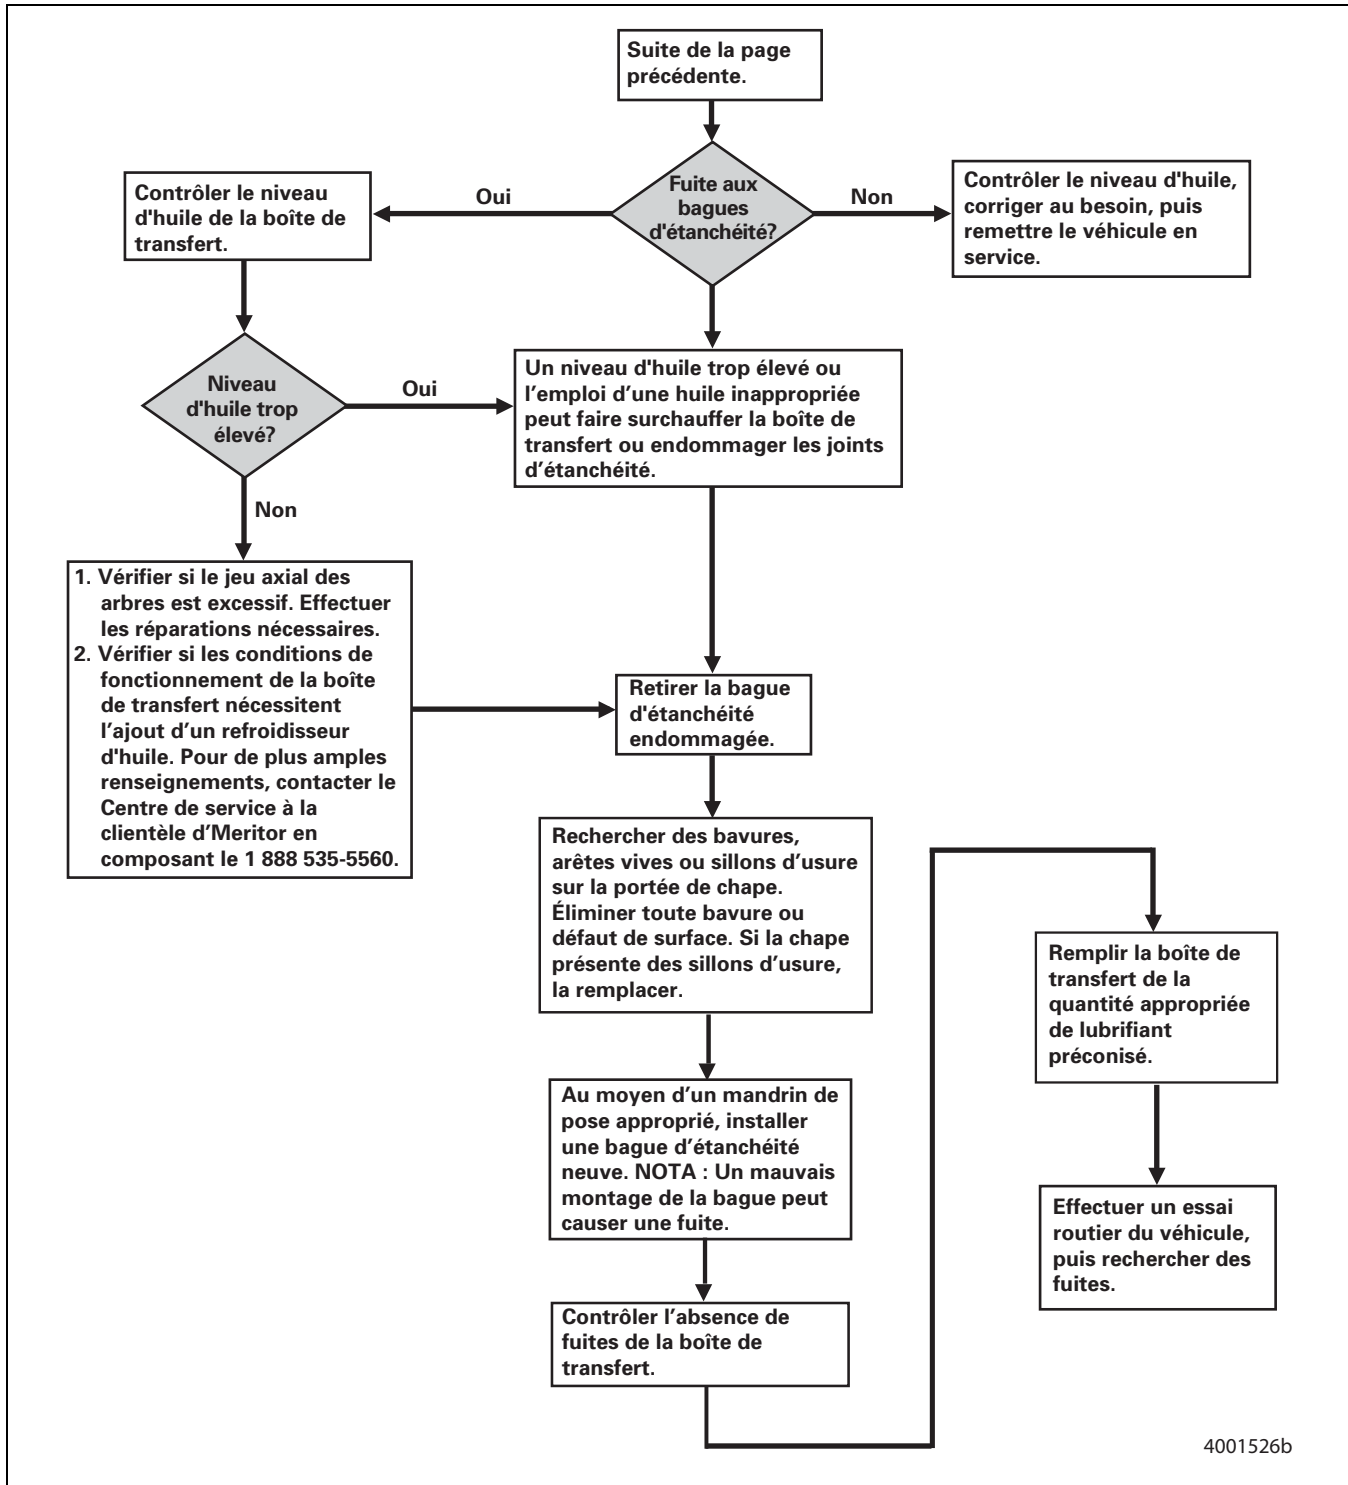 Suite de la page
précédente.
Fuite aux
bagues
d'étanchéité?
Oui
Non
Contrôler le niveau
d'huile de la boîte de
transfert.
Contrôler le niveau d'huile,
corriger au besoin, puis
remettre le véhicule en
service.
Niveau
d'huile trop
élevé?
Oui
Non
Un niveau d'huile trop élevé ou
l’emploi d’une huile inappropriée
peut faire surchauffer la boîte de
transfert ou endommager les joints
d’étanchéité.
1. Vérifier si le jeu axial des
arbres est excessif. Effectuer
les réparations nécessaires.
2. Vérifier si les conditions de
fonctionnement de la boîte
de transfert nécessitent
l’ajout d’un refroidisseur
d'huile. Pour de plus amples
renseignements, contacter le
Centre de service à la
clientèle d’Meritor en
composant le 1 888 535-5560.
Retirer la bague
d'étanchéité
endommagée.
Rechercher des bavures,
arêtes vives ou sillons d’usure
sur la portée de chape.
Éliminer toute bavure ou
défaut de surface. Si la chape
présente des sillons d’usure,
la remplacer.
Au moyen d’un mandrin de
pose approprié, installer
une bague d’étanchéité
neuve. NOTA : Un mauvais
montage de la bague peut
causer une fuite.
Contrôler l’absence de
fuites de la boîte de
transfert.
Remplir la boîte de
transfert de la
quantité appropriée
de lubrifiant
préconisé.
Effectuer un essai
routier du véhicule,
puis rechercher des
fuites.
4001526b